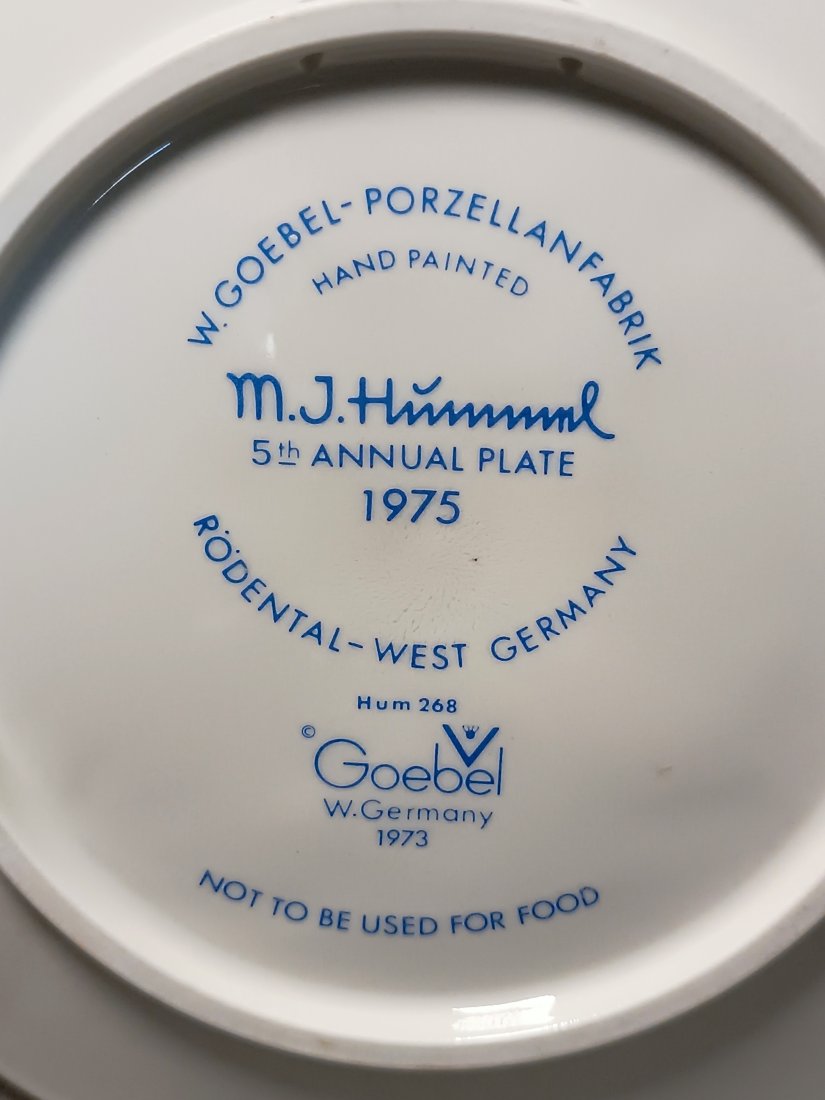 W. GOEBEL-PORZELLANFABRIK
HAND PAINTED
M.J. Hŭmmel
5th ANNUAL PLATE
1975
RÖDENTAL-WEST GERMANY
Hum 268
© Goebel
W.Germany
1973
NOT TO BE USED FOR FOOD